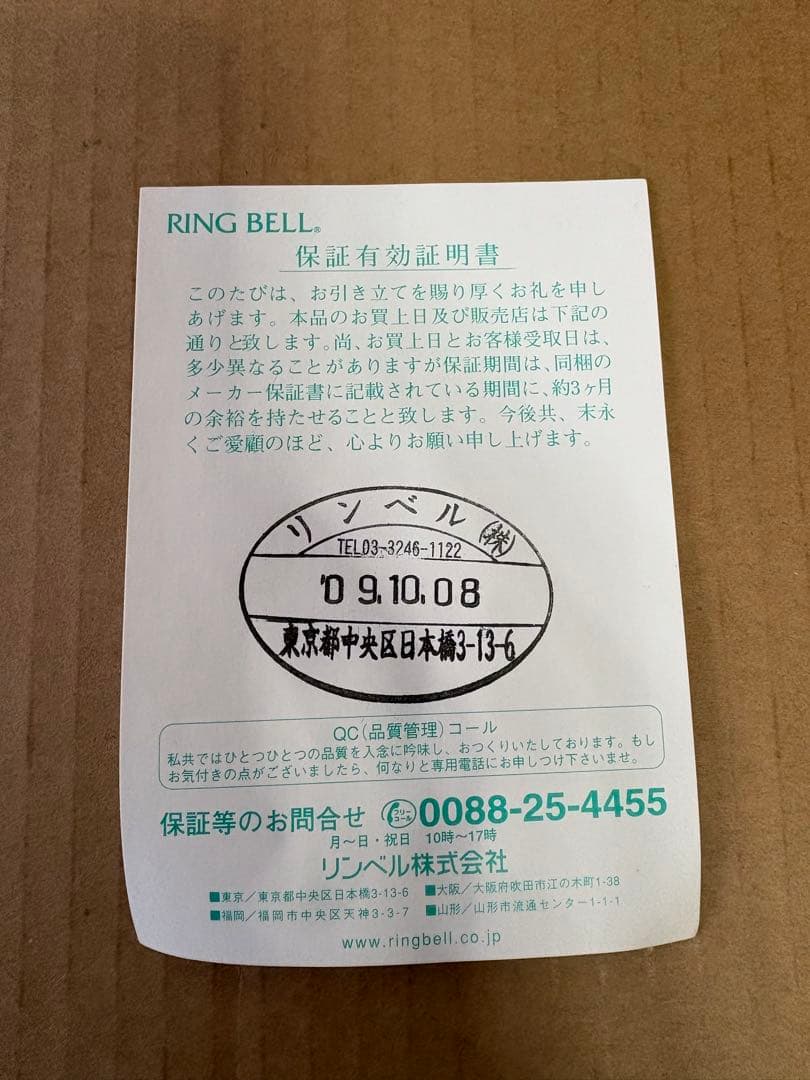 RING BELL®
保証有効証明書
このたびは、お引き立てを賜り厚くお礼を申し
あげます。本品のお買上日及び販売店は下記の
通りと致します。尚、お買上日とお客様受取日は、
多少異なることがありますが保証期間は、同梱の
メーカー保証書に記載されている期間に、約3ヶ月
の余裕を持たせることと致します。今後共、末永
くご愛顧のほど、心よりお願い申し上げます。
リンベル㈱
TEL03-3246-1122
'09.10.08
東京都中央区日本橋3-13-6
QC(品質管理)コール
私共ではひとつひとつの品質を入念に吟味し、おつくりいたしております。もし
お気付きの点がございましたら、何なりと専用電話にお申しつけ下さいませ。
保証等のお問合せ フリーコール 0088-25-4455
月〜日・祝日 10時〜17時
リンベル株式会社
■東京／東京都中央区日本橋3-13-6 ■大阪／大阪府吹田市江の木町1-38
■福岡／福岡市中央区天神3-3-7 ■山形／山形市流通センター1-1-1
www.ringbell.co.jp